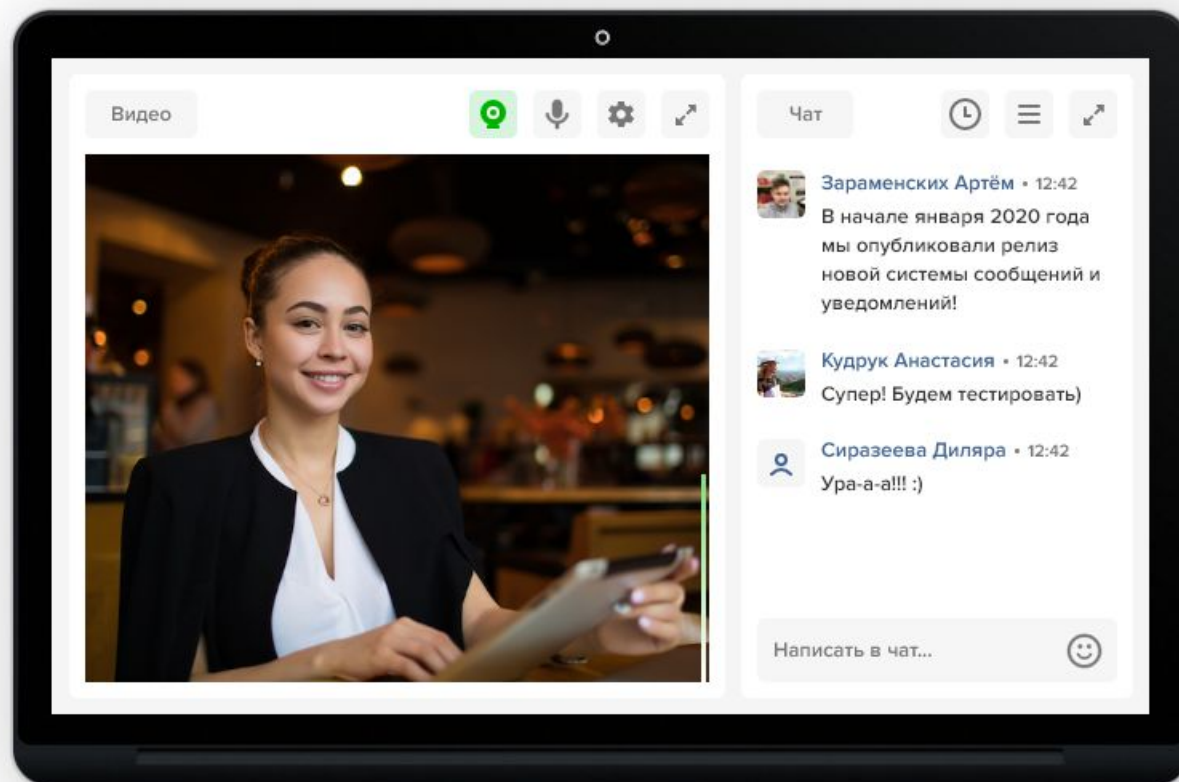 Видео
Чат
Зараменских Артём • 12:42
В начале января 2020 года
мы опубликовали релиз
новой системы сообщений и
уведомлений!
Кудрук Анастасия • 12:42
Супер! Будем тестировать)
Сиразеева Диляра • 12:42
Ура-а-а!!! :)
Написать в чат...